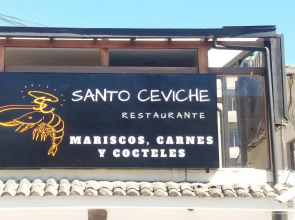 SANTO CEVICHE
RESTAURANTE
MARISCOS, CARNES
Y COCTELES